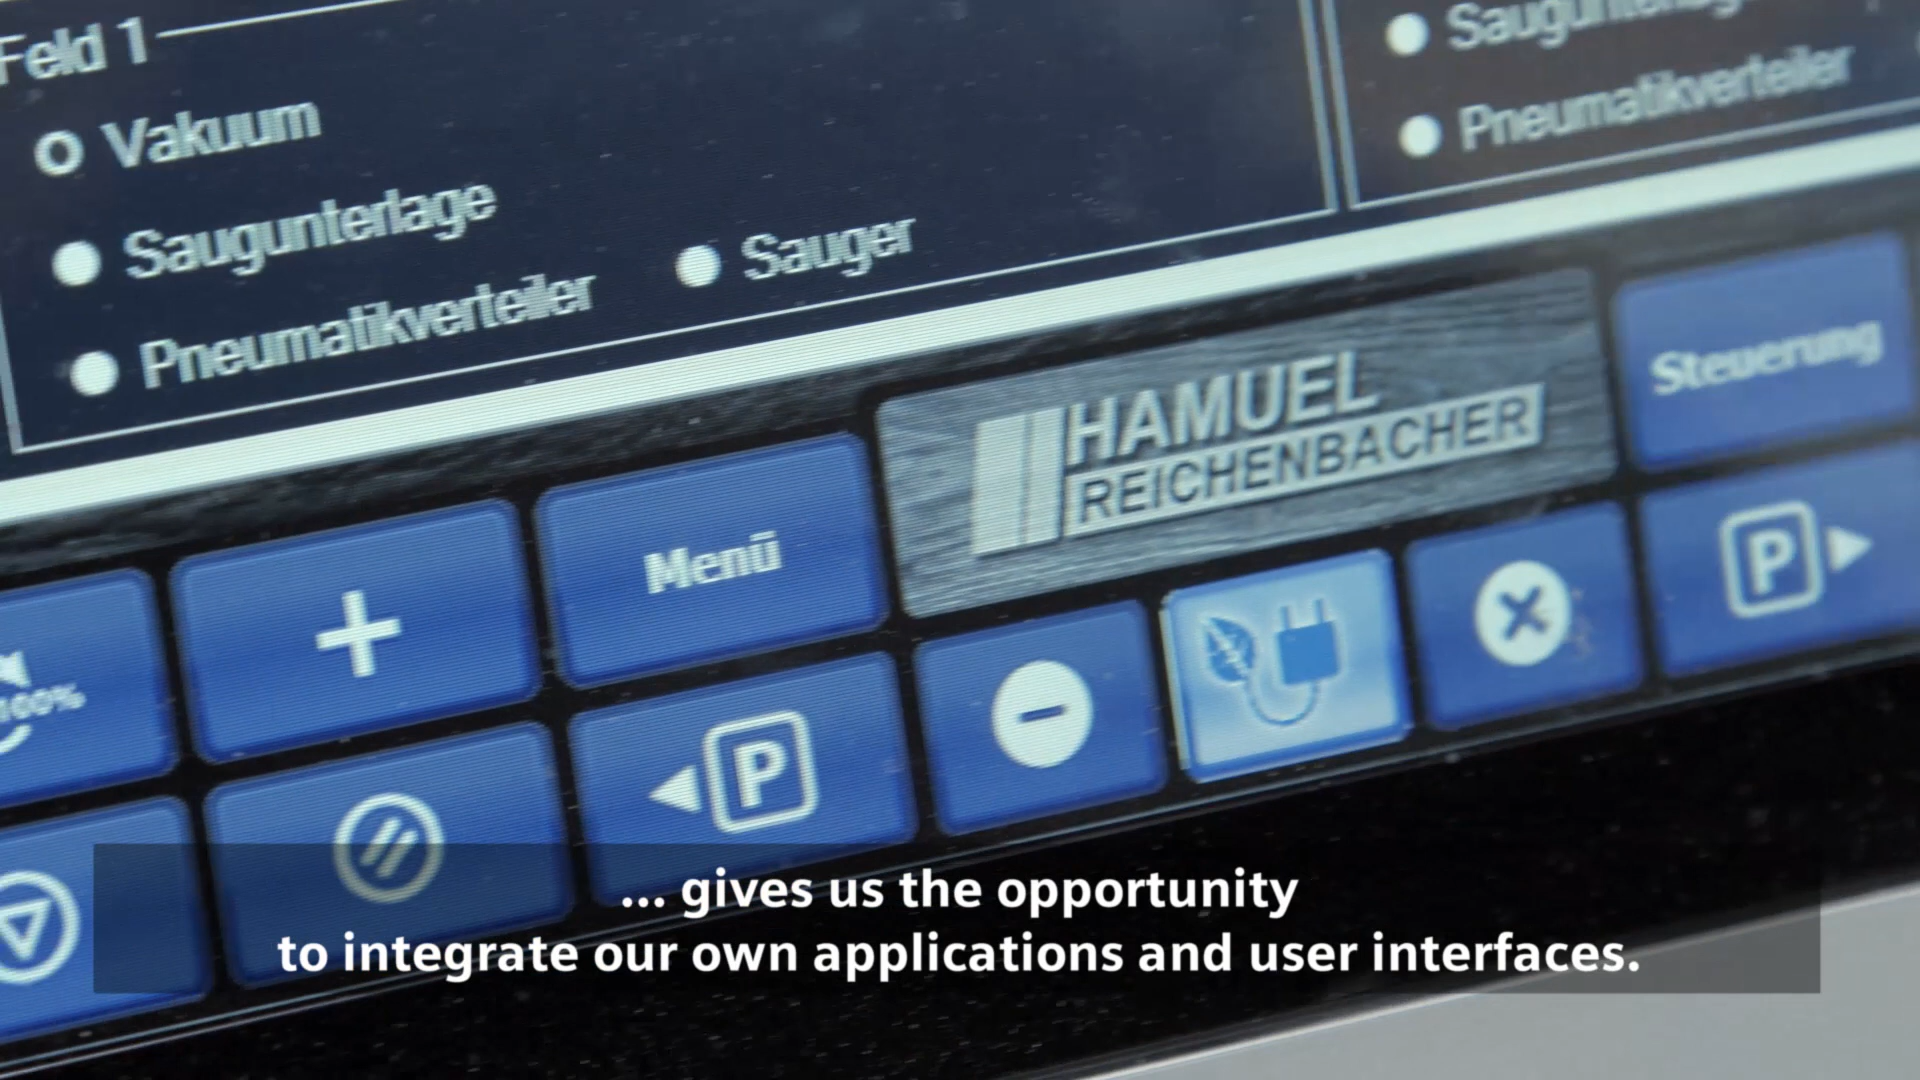 Feld 1
Vakuum
Saugunterlage
Pneumatikverteiler
Sauger
Saugunterlage
Pneumatikverteiler
HAMUEL
REICHENBACHER
Steuerung
Menü
100%
P
P
... gives us the opportunity
to integrate our own applications and user interfaces.